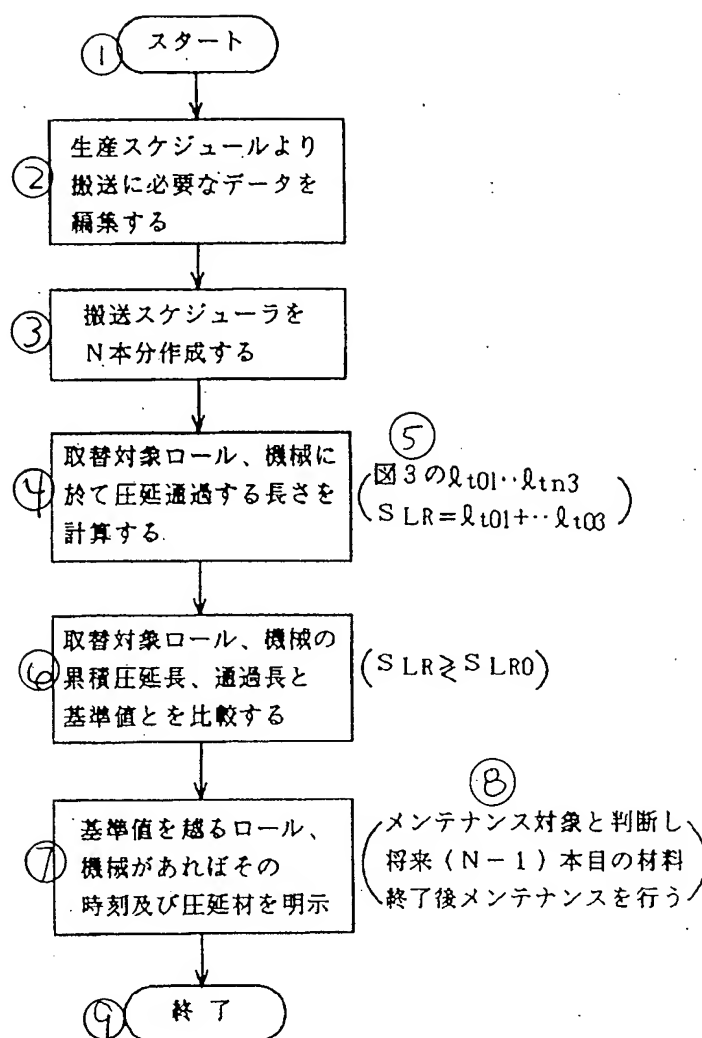 ① スタート
② 生産スケジュールより
搬送に必要なデータを
編集する
③ 搬送スケジューラを
N本分作成する
④ 取替対象ロール、機械に
於て圧延通過する長さを
計算する
⑤
(図3のℓt01‥ℓtn3
SLR=ℓt01+‥ℓt03)
⑥ 取替対象ロール、機械の
累積圧延長、通過長と
基準値とを比較する
(SLR≷SLR0)
⑦ 基準値を越るロール、
機械があればその
時刻及び圧延材を明示
⑧
(メンテナンス対象と判断し
将来(N-1)本目の材料
終了後メンテナンスを行う)
⑨ 終了